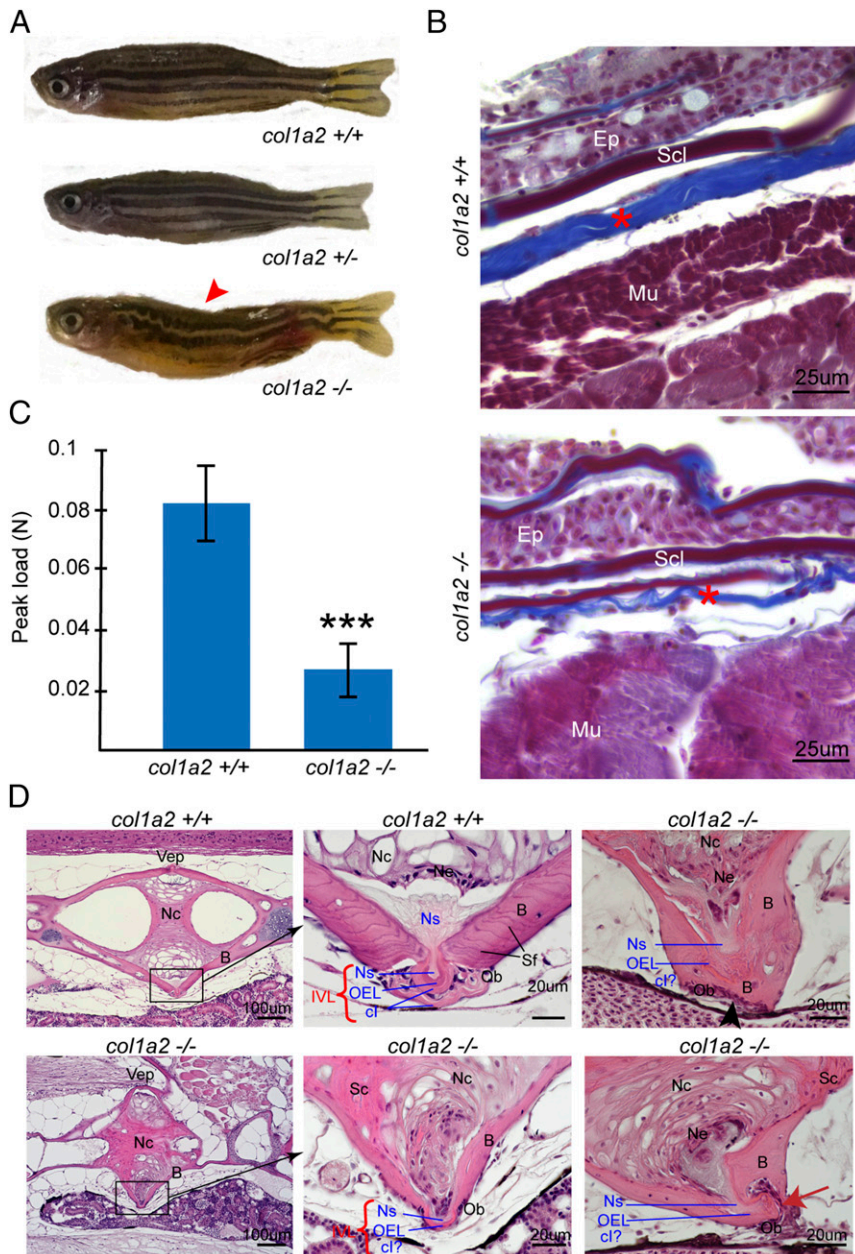 A
col1a2 +/+
col1a2 +/-
col1a2 -/-
B
col1a2 +/+
Ep
Scl
*
Mu
25um
col1a2 -/-
Ep
Scl
*
Mu
25um
C
Peak load (N)
0.1
0.08
0.06
0.04
0.02
***
col1a2 +/+
col1a2 -/-
D
col1a2 +/+
Vep
Nc
B
100um
col1a2 +/+
Nc
Ne
Ns
B
Sf
Ns
Ob
IVL
OEL
cl
20um
col1a2 -/-
Nc
Ne
B
Ns
OEL
cl?
B
Ob
20um
col1a2 -/-
Vep
Nc
B
100um
col1a2 -/-
Sc
Nc
B
Ns
Ob
IVL
OEL
cl?
20um
col1a2 -/-
Nc
Sc
Ne
B
Ns
OEL
cl?
Ob
20um